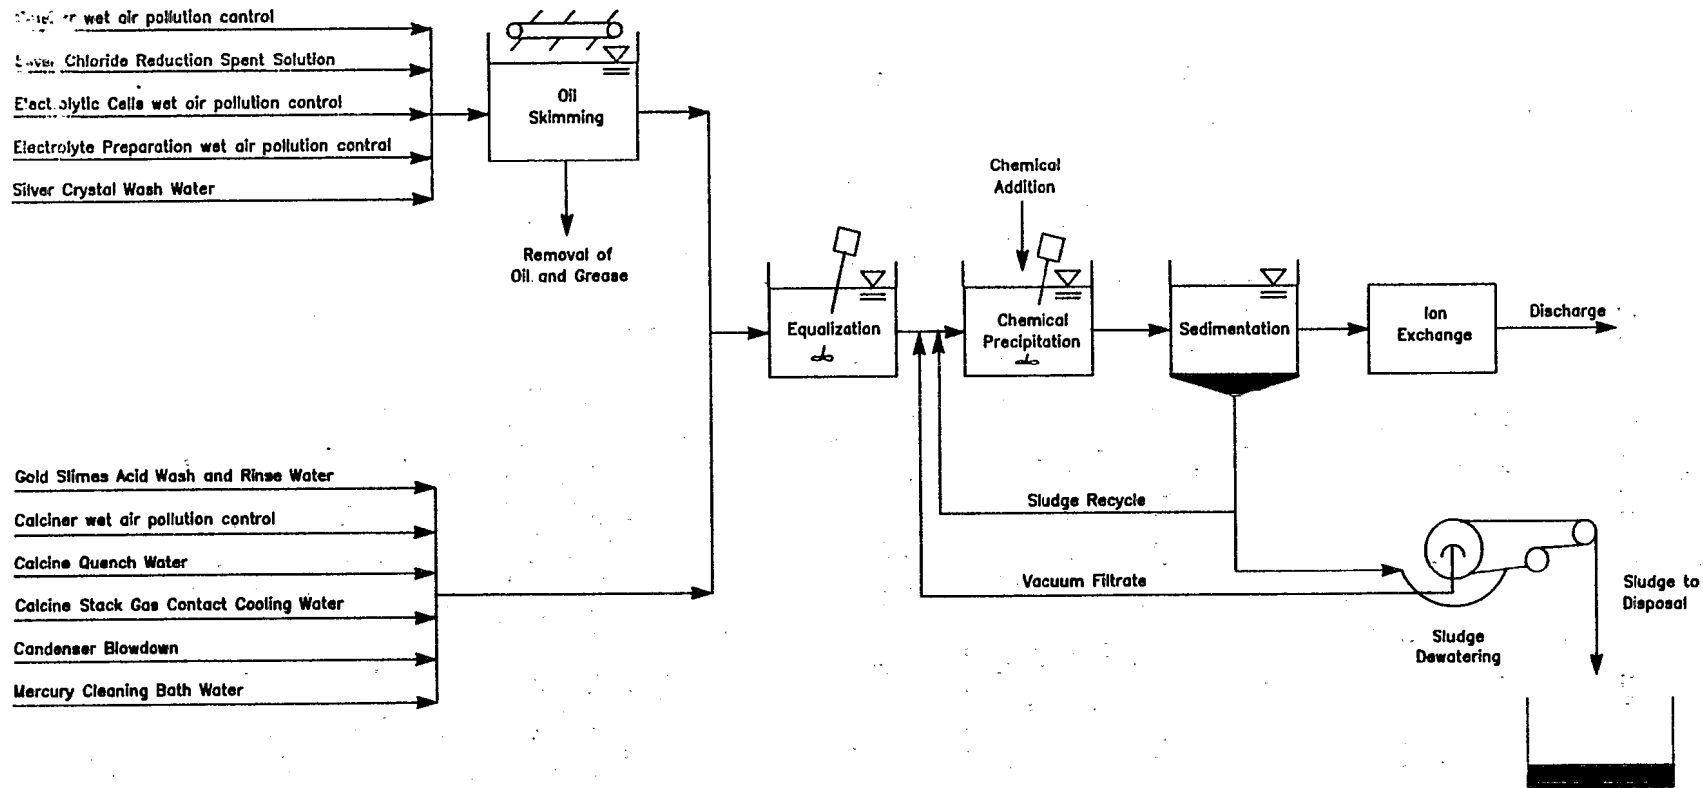 wet air pollution control
Chloride Reduction Spent Solution
Cells wet air pollution control
Electrolyte Preparation wet air pollution control
Silver Crystal Wash Water
Oil
Skimming
Removal of
Oil and Grease
Chemical
Addition
Equalization
Chemical
Precipitation
Sedimentation
Ion
Exchange
Discharge
Gold Slimes Acid Wash and Rinse Water
Calciner wet air pollution control
Calcine Quench Water
Calcine Stack Gas Contact Cooling Water
Condenser Blowdown
Mercury Cleaning Bath Water
Sludge Recycle
Vacuum Filtrate
Sludge
Dewatering
Sludge to
Disposal